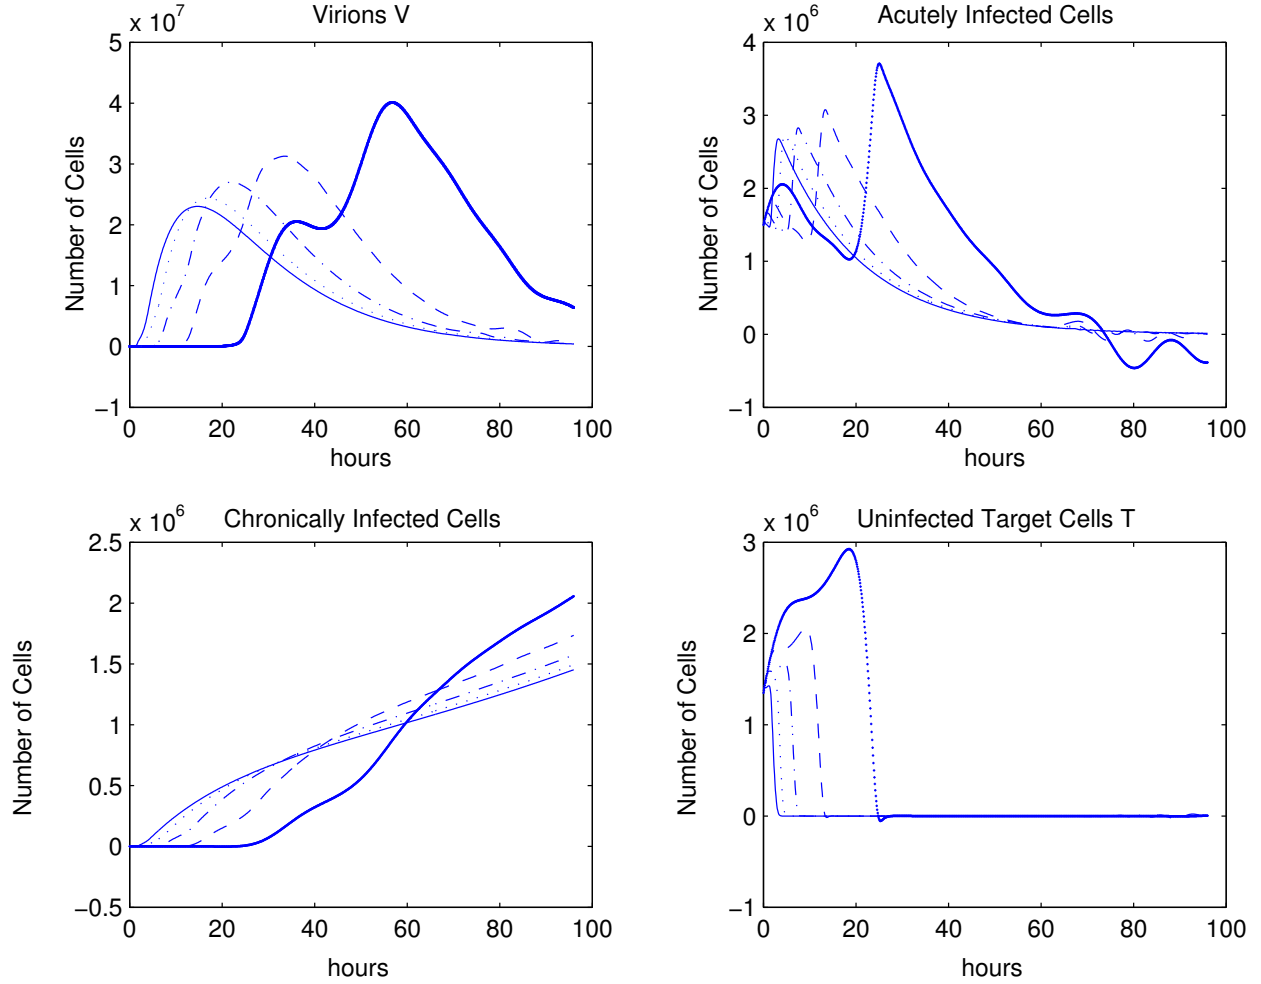 Virions V
x 10^7
5
4
3
2
1
0
−1
0 20 40 60 80 100
hours
Number of Cells
Acutely Infected Cells
x 10^6
4
3
2
1
0
−1
0 20 40 60 80 100
hours
Number of Cells
Chronically Infected Cells
x 10^6
2.5
2
1.5
1
0.5
0
−0.5
0 20 40 60 80 100
hours
Number of Cells
Uninfected Target Cells T
x 10^6
3
2
1
0
−1
0 20 40 60 80 100
hours
Number of Cells